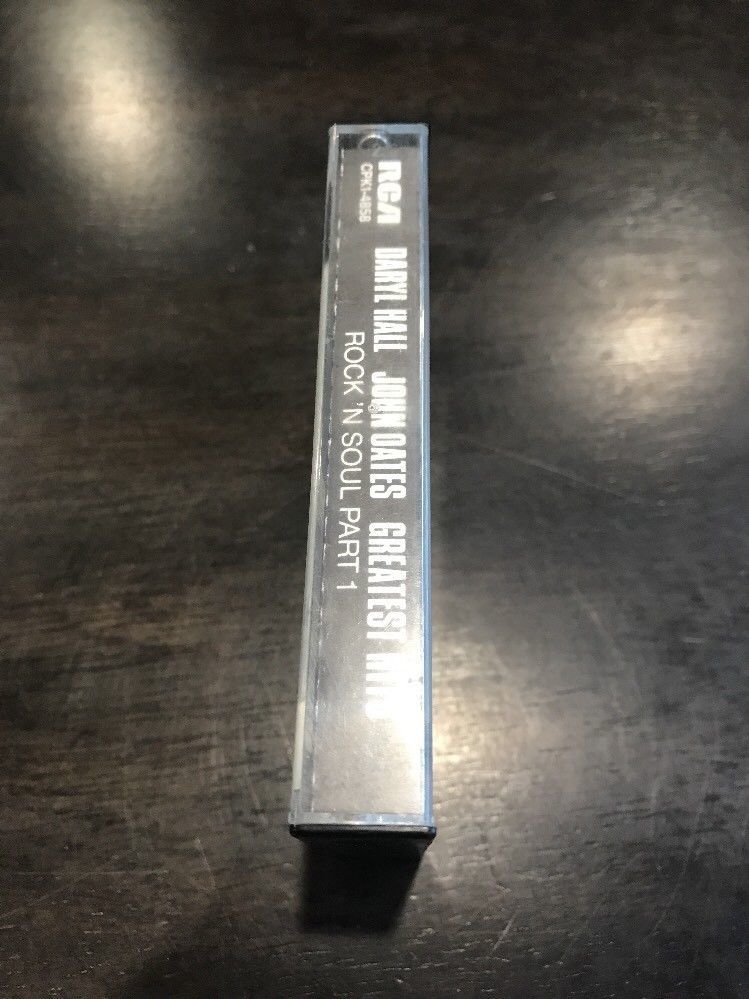 RCA
CPK1-4858
DARYL HALL JOHN OATES GREATEST HITS
ROCK 'N SOUL PART 1